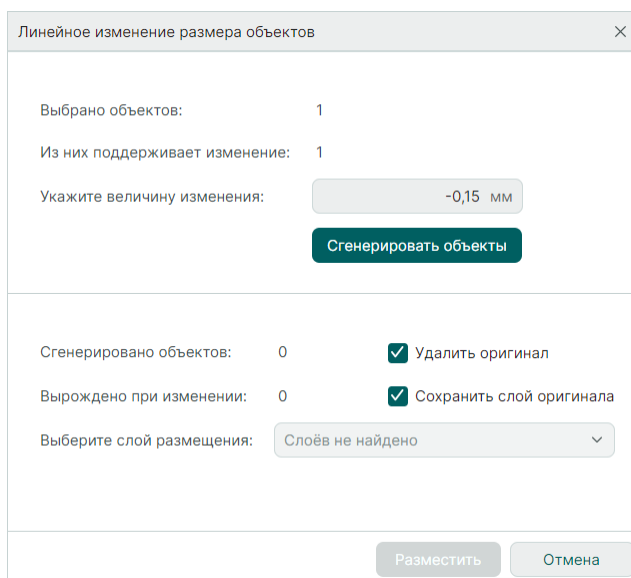 Линейное изменение размера объектов
Выбрано объектов: 1
Из них поддерживает изменение: 1
Укажите величину изменения: -0,15 мм
Сгенерировать объекты
Сгенерировано объектов: 0 Удалить оригинал
Вырождено при изменении: 0 Сохранить слой оригинала
Выберите слой размещения: Слоёв не найдено
Разместить Отмена